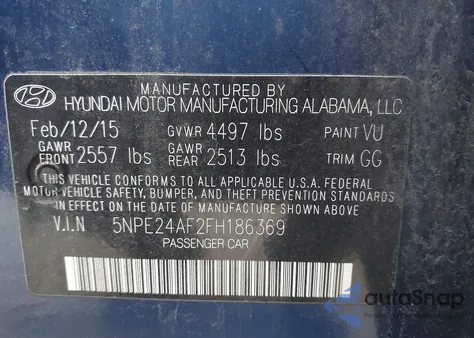 MANUFACTURED BY
HYUNDAI MOTOR MANUFACTURING ALABAMA, LLC
Feb/12/15 GVWR 4497 lbs PAINT VU
GAWR FRONT 2557 lbs GAWR REAR 2513 lbs TRIM GG
THIS VEHICLE CONFORMS TO ALL APPLICABLE U.S.A. FEDERAL
MOTOR VEHICLE SAFETY, BUMPER, AND THEFT PREVENTION STANDARDS
IN EFFECT ON THE DATE OF MANUFACTURE SHOWN ABOVE
V.I.N 5NPE24AF2FH186369
PASSENGER CAR
autoSnap